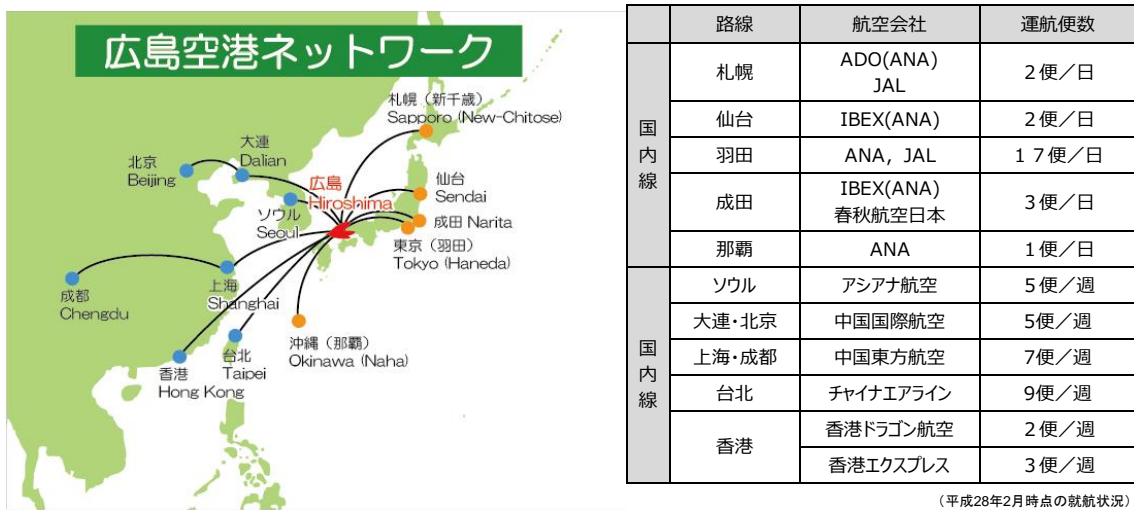 広島空港ネットワーク
札幌（新千歳）
Sapporo (New-Chitose)
大連
Dalian
北京
Beijing
広島
Hiroshima
仙台
Sendai
ソウル
Seoul
成田 Narita
東京（羽田）
Tokyo (Haneda)
上海
Shanghai
成都
Chengdu
沖縄（那覇）
Okinawa (Naha)
台北
Taipei
香港
Hong Kong
路線 航空会社 運航便数
国内線
札幌 ADO(ANA) JAL 2便／日
仙台 IBEX(ANA) 2便／日
羽田 ANA，JAL 17便／日
成田 IBEX(ANA) 春秋航空日本 3便／日
那覇 ANA 1便／日
国内線
ソウル アシアナ航空 5便／週
大連・北京 中国国際航空 5便／週
上海・成都 中国東方航空 7便／週
台北 チャイナエアライン 9便／週
香港 香港ドラゴン航空 2便／週
香港エクスプレス 3便／週
（平成28年2月時点の就航状況）